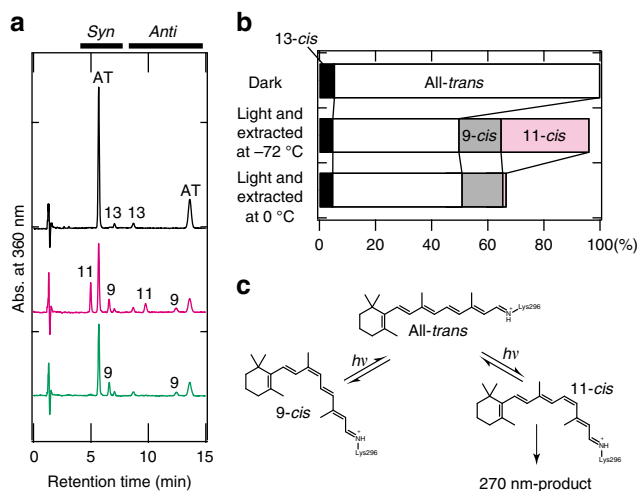 a
Syn Anti
AT
13 13 AT
11 9 11 9
9 9
Abs. at 360 nm
0 5 10 15
Retention time (min)
b
13-cis
Dark All-trans
Light and
extracted
at –72 °C
9-cis 11-cis
Light and
extracted
at 0 °C
0 20 40 60 80 100(%)
c
All-trans
N
H
+
Lys296
hν hν
9-cis
+
NH
Lys296
11-cis
+
NH
Lys296
270 nm-product